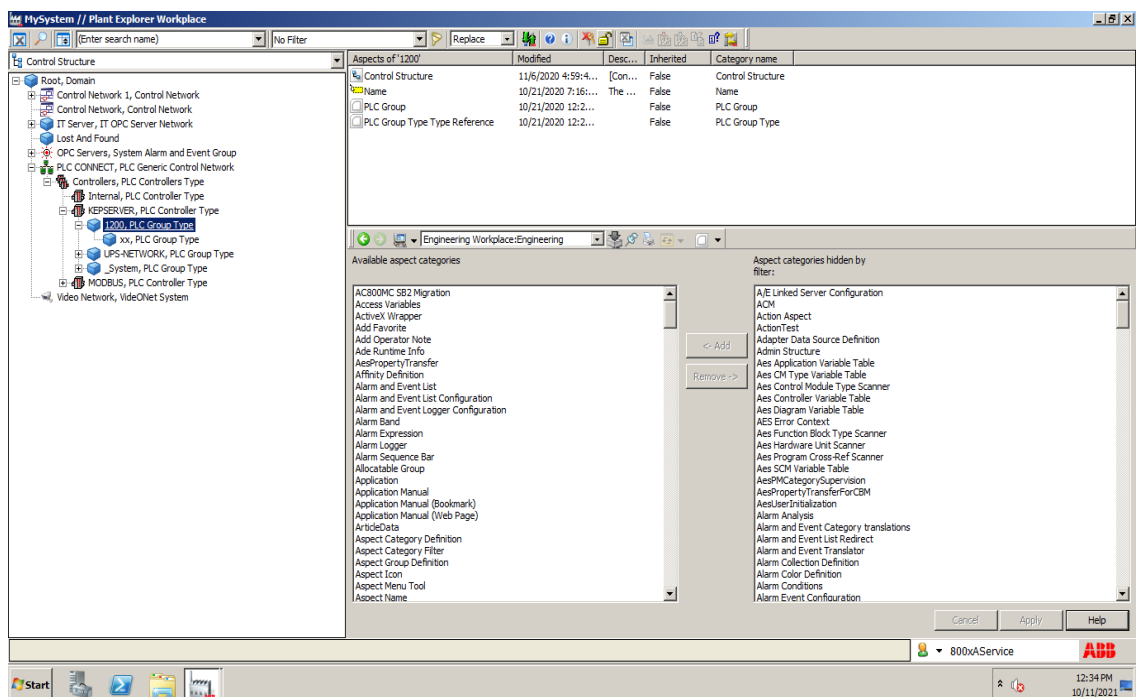 MySystem // Plant Explorer Workplace
(Enter search name) No Filter Replace
Control Structure
Root, Domain
Control Network 1, Control Network
Control Network, Control Network
IT Server, IT OPC Server Network
Lost And Found
OPC Servers, System Alarm and Event Group
PLC CONNECT, PLC Generic Control Network
Controllers, PLC Controllers Type
Internal, PLC Controller Type
KEPSERVER, PLC Controller Type
1200, PLC Group Type
xx, PLC Group Type
UPS-NETWORK, PLC Group Type
_System, PLC Group Type
MODBUS, PLC Controller Type
Video Network, VideONet System
Aspects of '1200' Modified Desc... Inherited Category name
Control Structure 11/6/2020 4:59:4... [Con... False Control Structure
Name 10/21/2020 7:16:... The ... False Name
PLC Group 10/21/2020 12:2... False PLC Group
PLC Group Type Type Reference 10/21/2020 12:2... False PLC Group Type
Engineering Workplace:Engineering
Available aspect categories
AC800MC SB2 Migration
Access Variables
ActiveX Wrapper
Add Favorite
Add Operator Note
Ade Runtime Info
AesPropertyTransfer
Affinity Definition
Alarm and Event List
Alarm and Event List Configuration
Alarm and Event Logger Configuration
Alarm Band
Alarm Expression
Alarm Logger
Alarm Sequence Bar
Allocatable Group
Application
Application Manual
Application Manual (Bookmark)
Application Manual (Web Page)
ArticleData
Aspect Category Definition
Aspect Category Filter
Aspect Group Definition
Aspect Icon
Aspect Menu Tool
Aspect Name
<- Add
Remove ->
Aspect categories hidden by
filter:
A/E Linked Server Configuration
ACM
Action Aspect
ActionTest
Adapter Data Source Definition
Admin Structure
Aes Application Variable Table
Aes CM Type Variable Table
Aes Control Module Type Scanner
Aes Controller Variable Table
Aes Diagram Variable Table
AES Error Context
Aes Function Block Type Scanner
Aes Hardware Unit Scanner
Aes Program Cross-Ref Scanner
Aes SCM Variable Table
AesPMCategorySupervision
AesPropertyTransferForCBM
AesUserInitialization
Alarm Analysis
Alarm and Event Category translations
Alarm and Event List Redirect
Alarm and Event Translator
Alarm Collection Definition
Alarm Color Definition
Alarm Conditions
Alarm Event Configuration
Cancel Apply Help
800xAService ABB
Start
12:34 PM
10/11/2021